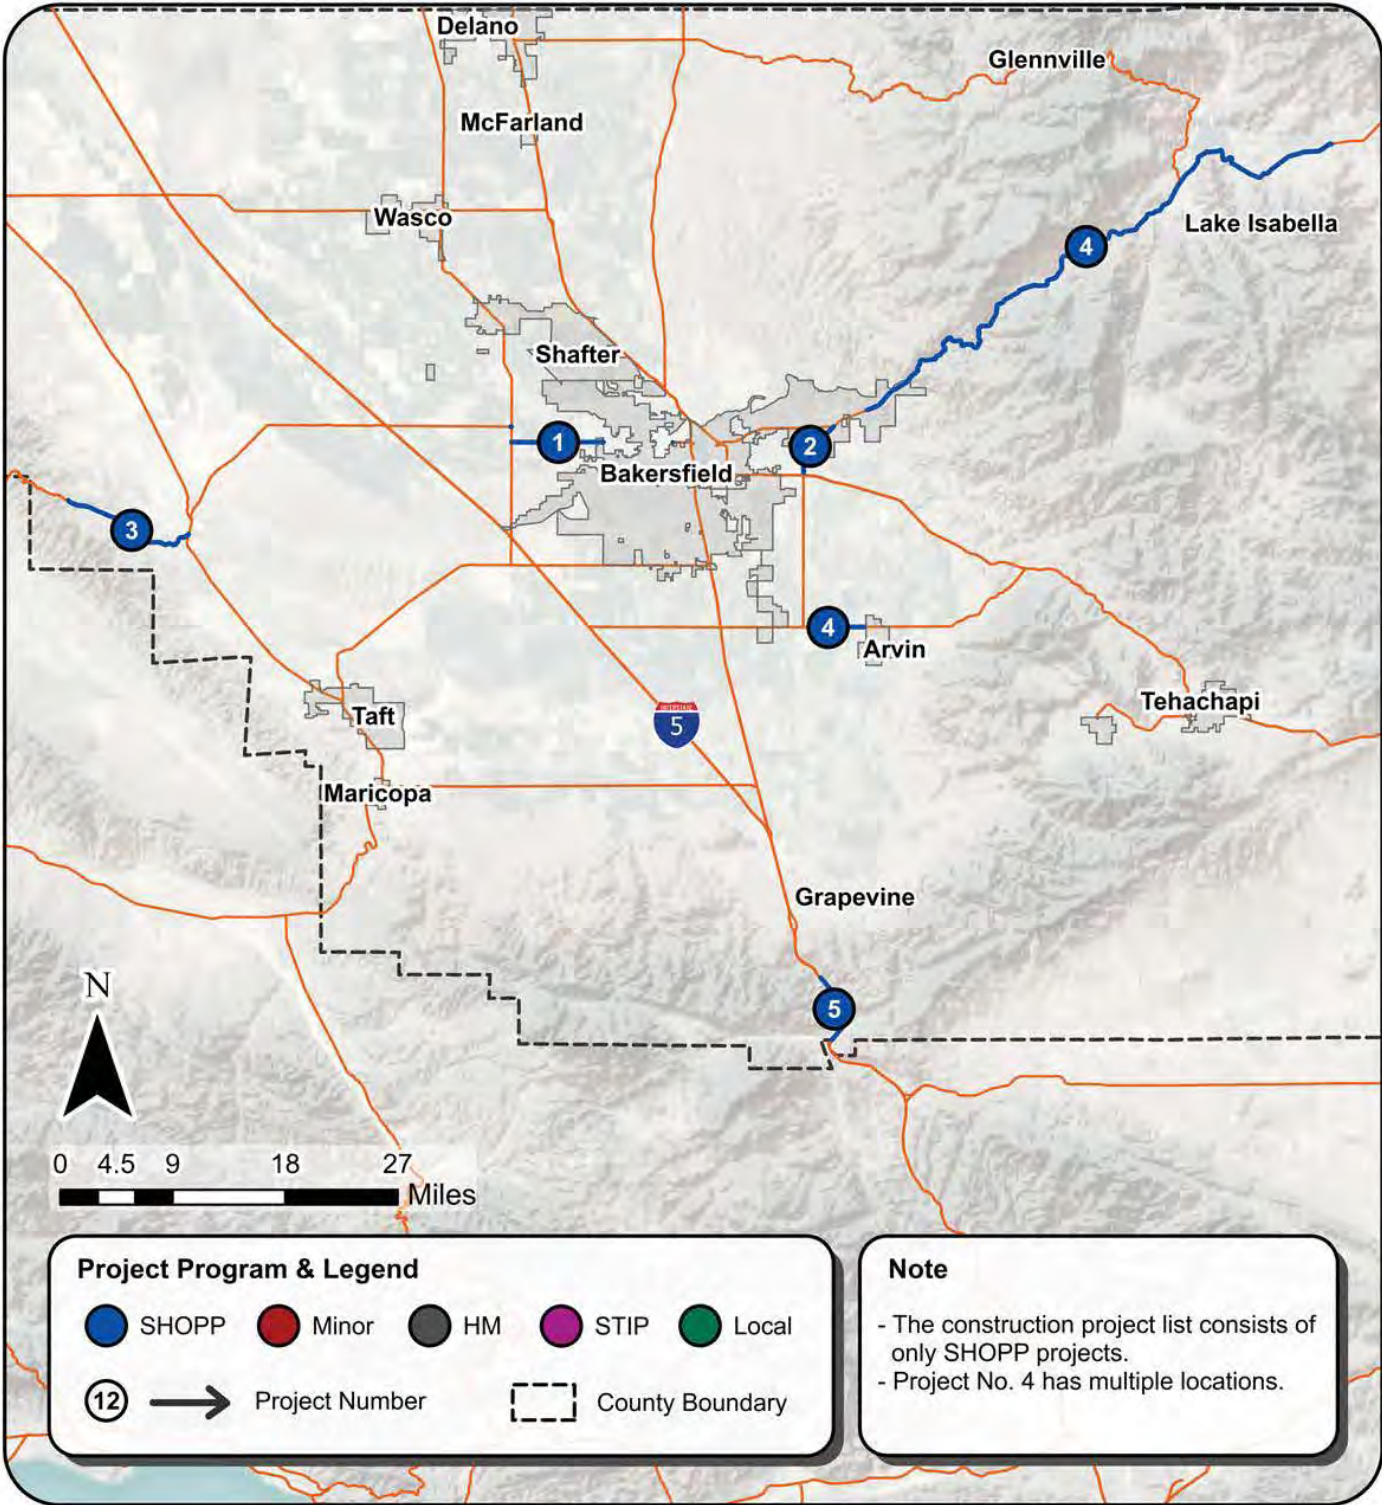 Delano
Glennville
McFarland
Wasco
Lake Isabella
4
Shafter
1
2
Bakersfield
3
4
Arvin
Tehachapi
Taft
INTERSTATE
5
Maricopa
Grapevine
5
N
0 4.5 9 18 27
Miles
Project Program & Legend
SHOPP Minor HM STIP Local
12 Project Number County Boundary
Note
- The construction project list consists of
only SHOPP projects.
- Project No. 4 has multiple locations.